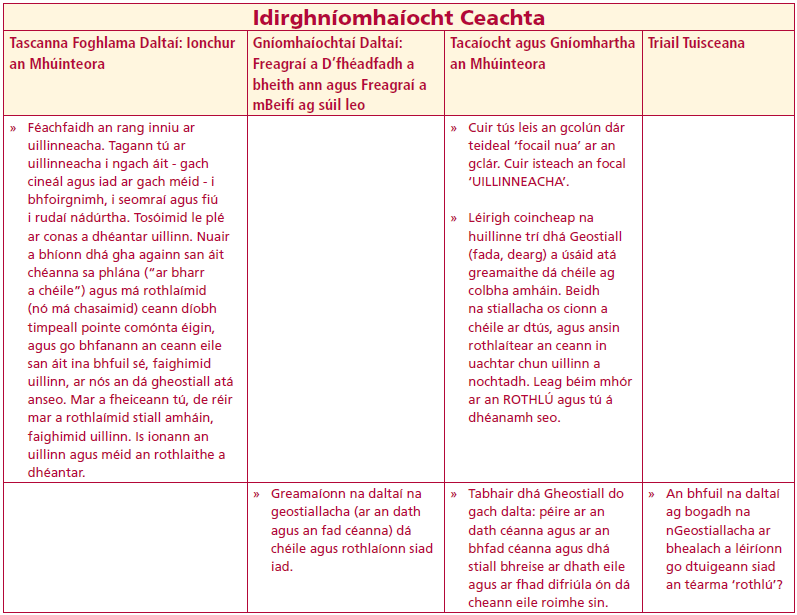 Idirghníomhaíocht Ceachta
Tascanna Foghlama Daltaí: Ionchur
an Mhúinteora
Gníomhaíochtaí Daltaí:
Freagraí a D'fhéadfadh a
bheith ann agus Freagraí a
mBeifí ag súil leo
Tacaíocht agus Gníomhartha
an Mhúinteora
Triail Tuisceana
» Féachfaidh an rang inniu ar
uillinneacha. Tagann tú ar
uillinneacha i ngach áit - gach
cineál agus iad ar gach méid - i
bhfoirgnimh, i seomraí agus fiú
i rudaí nádúrtha. Tosóimid le plé
ar conas a dhéantar uillinn. Nuair
a bhíonn dhá gha againn san áit
chéanna sa phlána ("ar bharr
a chéile") agus má rothlaímid
(nó má chasaimid) ceann díobh
timpeall pointe comónta éigin,
agus go bhfanann an ceann eile
san áit ina bhfuil sé, faighimid
uillinn, ar nós an dá gheostiall atá
anseo. Mar a fheiceann tú, de réir
mar a rothlaímid stiall amháin,
faighimid uillinn. Is ionann an
uillinn agus méid an rothlaithe a
dhéantar.
» Cuir tús leis an gcolún dár
teideal 'focail nua' ar an
gclár. Cuir isteach an focal
'UILLINNEACHA'.
» Léirigh coincheap na
huillinne trí dhá Geostiall
(fada, dearg) a úsáid atá
greamaithe dá chéile ag
colbha amháin. Beidh
na stiallacha os cionn a
chéile ar dtús, agus ansin
rothlaítear an ceann in
uachtar chun uillinn a
nochtadh. Leag béim mhór
ar an ROTHLÚ agus tú á
dhéanamh seo.
» Greamaíonn na daltaí na
geostiallacha (ar an dath
agus an fad céanna) dá
chéile agus rothlaíonn siad
iad.
» Tabhair dhá Gheostiall do
gach dalta: péire ar an
dath céanna agus ar an
bhfad céanna agus dhá
stiall bhreise ar dhath eile
agus ar fhad difriúla ón dá
cheann eile roimhe sin.
» An bhfuil na daltaí
ag bogadh na
nGeostiallacha ar
bhealach a léiríonn
go dtuigeann siad
an téarma 'rothlú'?